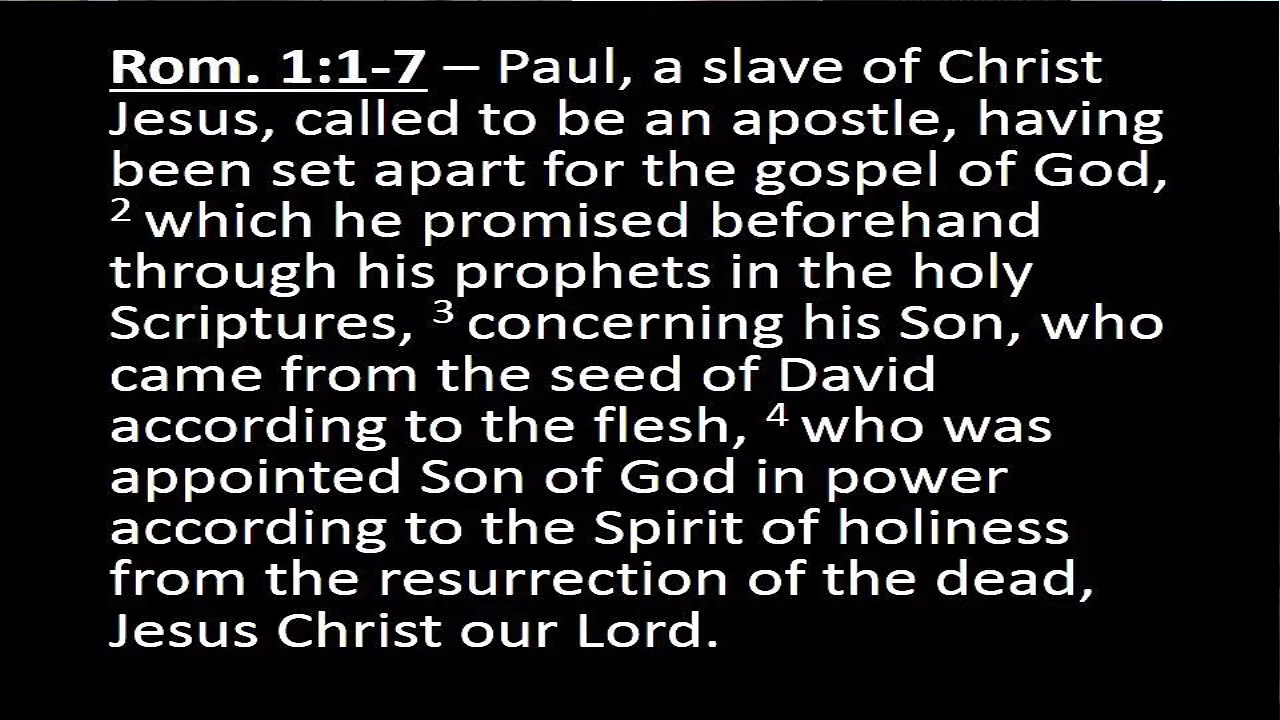 Rom. 1:1-7 – Paul, a slave of Christ
Jesus, called to be an apostle, having
been set apart for the gospel of God,
2 which he promised beforehand
through his prophets in the holy
Scriptures, 3 concerning his Son, who
came from the seed of David
according to the flesh, 4 who was
appointed Son of God in power
according to the Spirit of holiness
from the resurrection of the dead,
Jesus Christ our Lord.